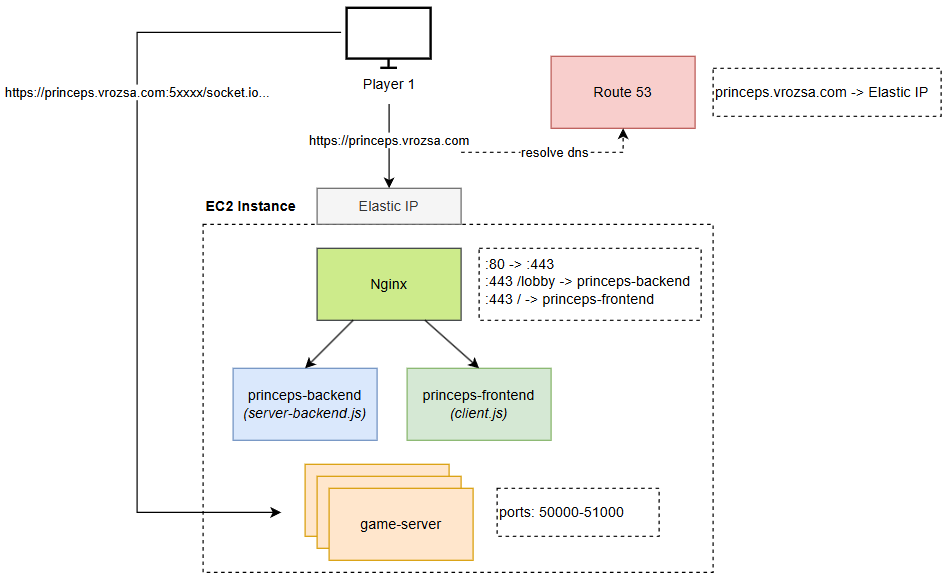 Player 1
https://princeps.vrozsa.com:5xxxx/socket.io...
Route 53
princeps.vrozsa.com -> Elastic IP
https://princeps.vrozsa.com
resolve dns
EC2 Instance
Elastic IP
Nginx
:80 -> :443
:443 /lobby -> princeps-backend
:443 / -> princeps-frontend
princeps-backend
(server-backend.js)
princeps-frontend
(client.js)
game-server
ports: 50000-51000